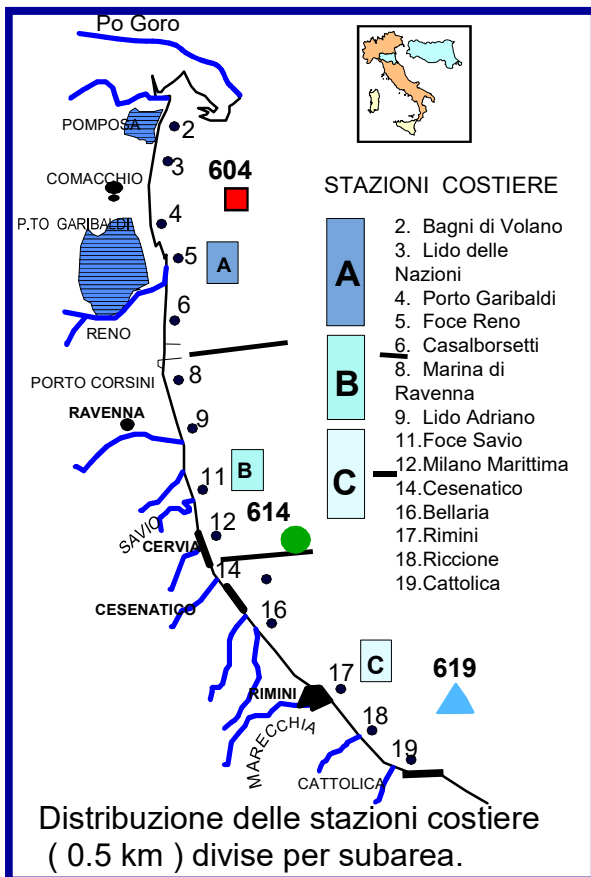 Po Goro
POMPOSA
2
3
604
COMACCHIO
STAZIONI COSTIERE
P.TO GARIBALDI
4
5
A
6
RENO
A
2. Bagni di Volano
3. Lido delle
Nazioni
4. Porto Garibaldi
5. Foce Reno
6. Casalborsetti
B
8. Marina di
Ravenna
9. Lido Adriano
11.Foce Savio
C
12.Milano Marittima
14.Cesenatico
16.Bellaria
17.Rimini
18.Riccione
19.Cattolica
PORTO CORSINI
8
RAVENNA
9
11
B
SAVIO
12
614
CERVIA
14
CESENATICO
16
17
C
619
RIMINI
MARECCHIA
18
19
CATTOLICA
Distribuzione delle stazioni costiere
( 0.5 km ) divise per subarea.